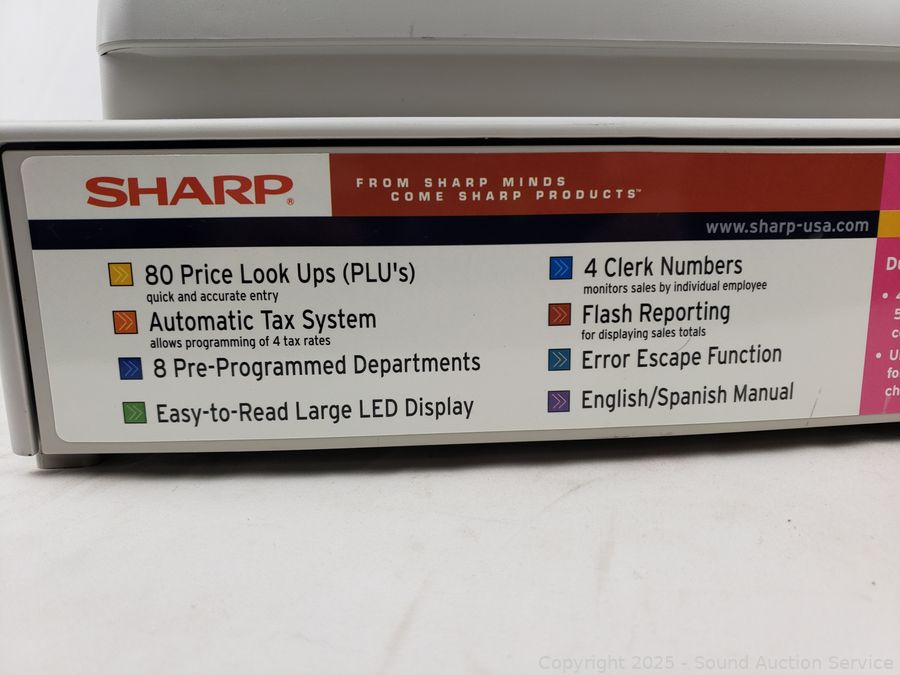 SHARP®
FROM SHARP MINDS
COME SHARP PRODUCTS™
www.sharp-usa.com
80 Price Look Ups (PLU's)
quick and accurate entry
Automatic Tax System
allows programming of 4 tax rates
8 Pre-Programmed Departments
Easy-to-Read Large LED Display
4 Clerk Numbers
monitors sales by individual employee
Flash Reporting
for displaying sales totals
Error Escape Function
English/Spanish Manual
Copyright 2025 - Sound Auction Service